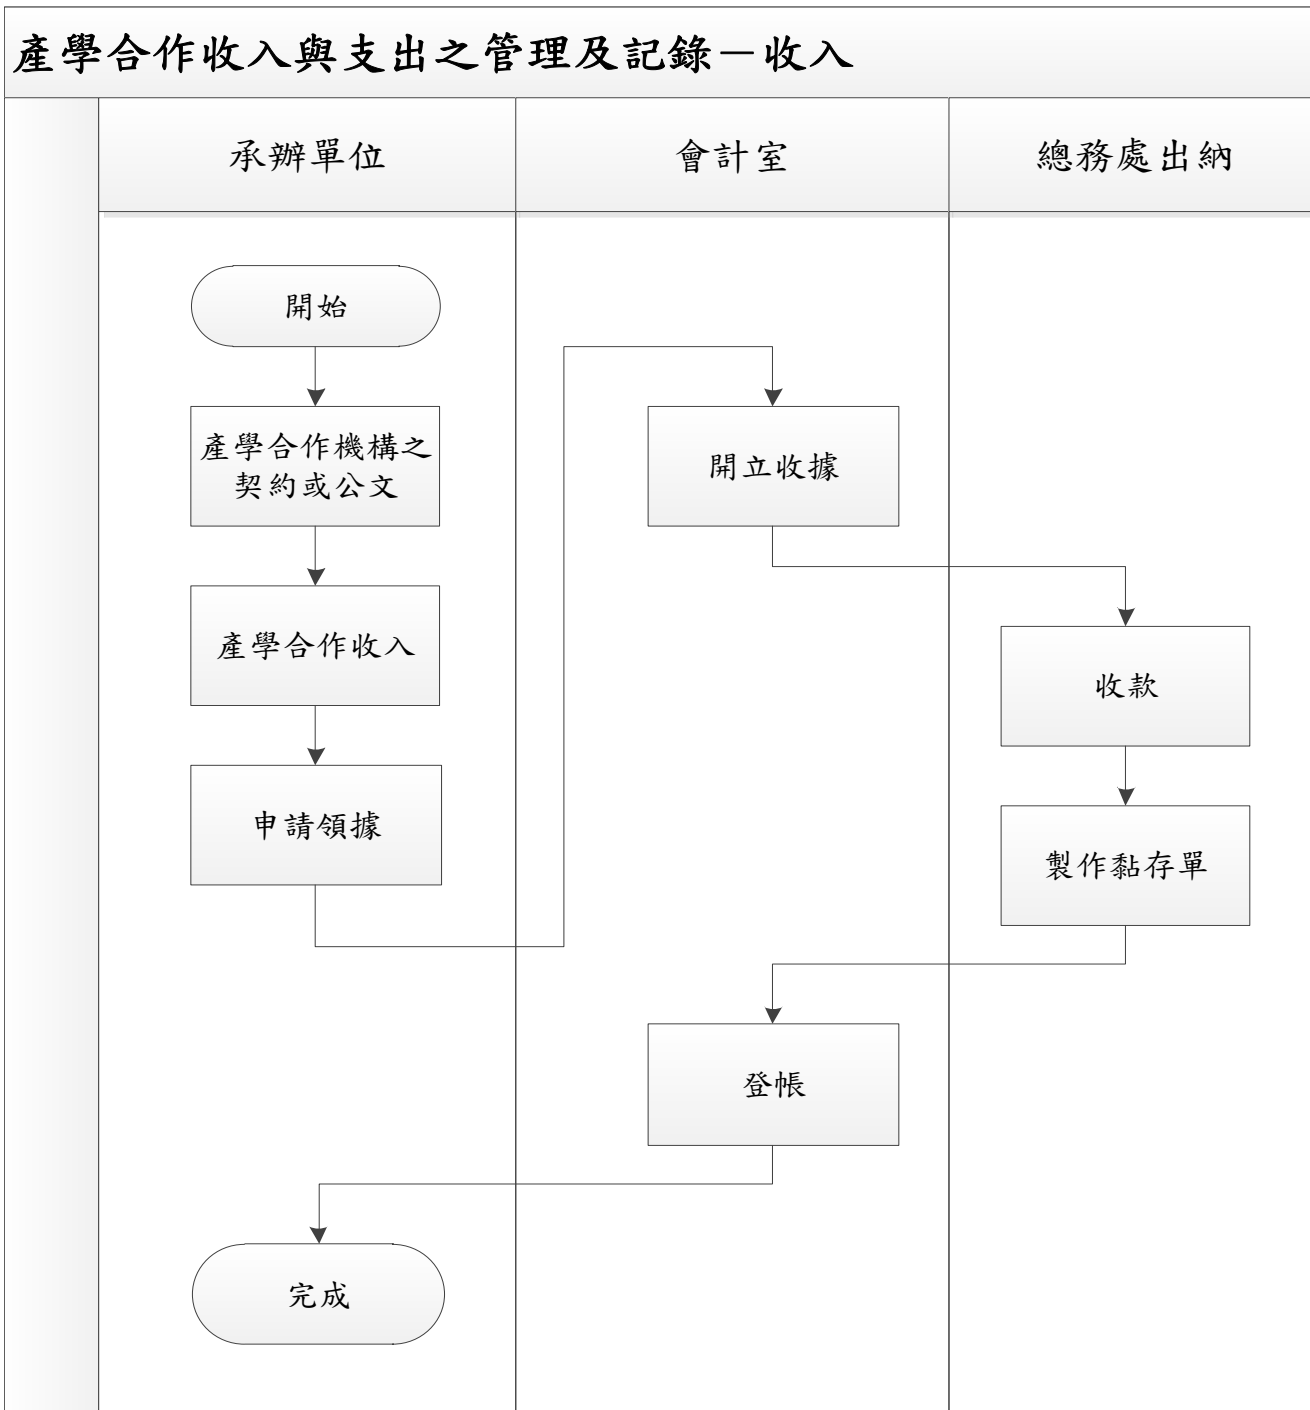 產學合作收入與支出之管理及記錄－收入
承辦單位
會計室
總務處出納
開始
產學合作機構之
契約或公文
產學合作收入
申請領據
開立收據
收款
製作黏存單
登帳
完成